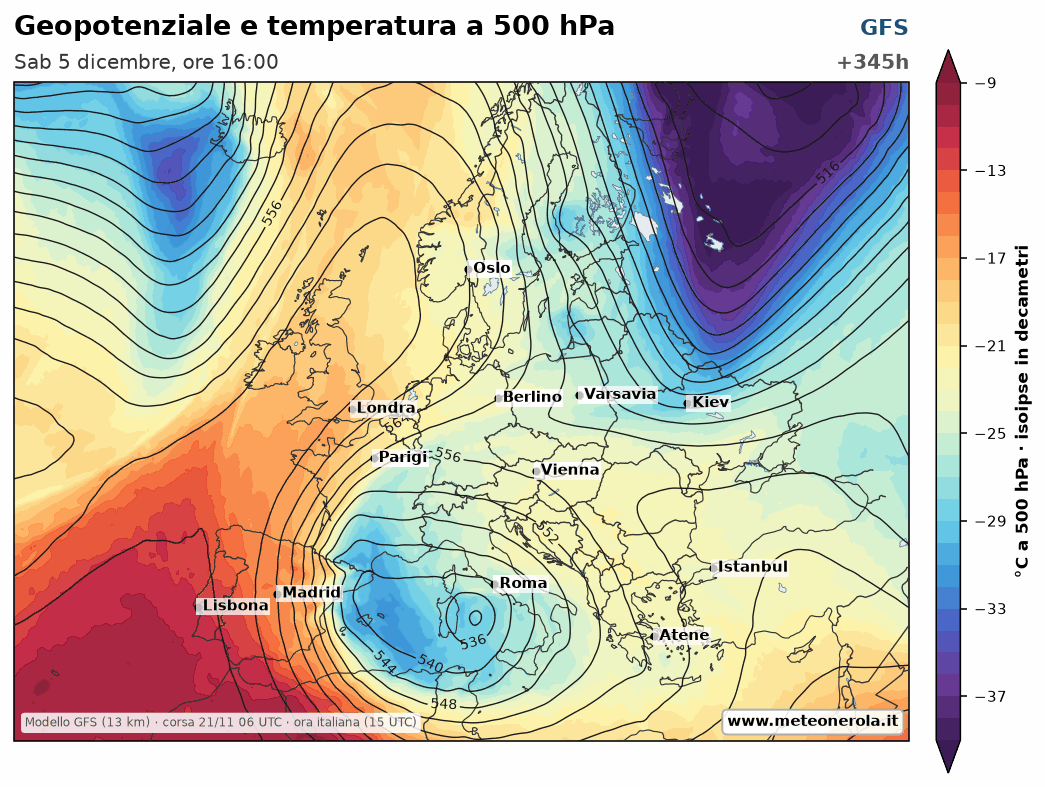 Geopotenziale e temperatura a 500 hPa
GFS
Sab 5 dicembre, ore 16:00
+345h
−9
−13
−17
−21
−25
−29
−33
−37
°C a 500 hPa · isoipse in decametri
516
556
Oslo
Berlino
Varsavia
Kiev
Londra
564
Parigi
556
Vienna
552
Istanbul
Roma
Madrid
Lisbona
Atene
536
540
544
548
Modello GFS (13 km) · corsa 21/11 06 UTC · ora italiana (15 UTC)
www.meteonerola.it